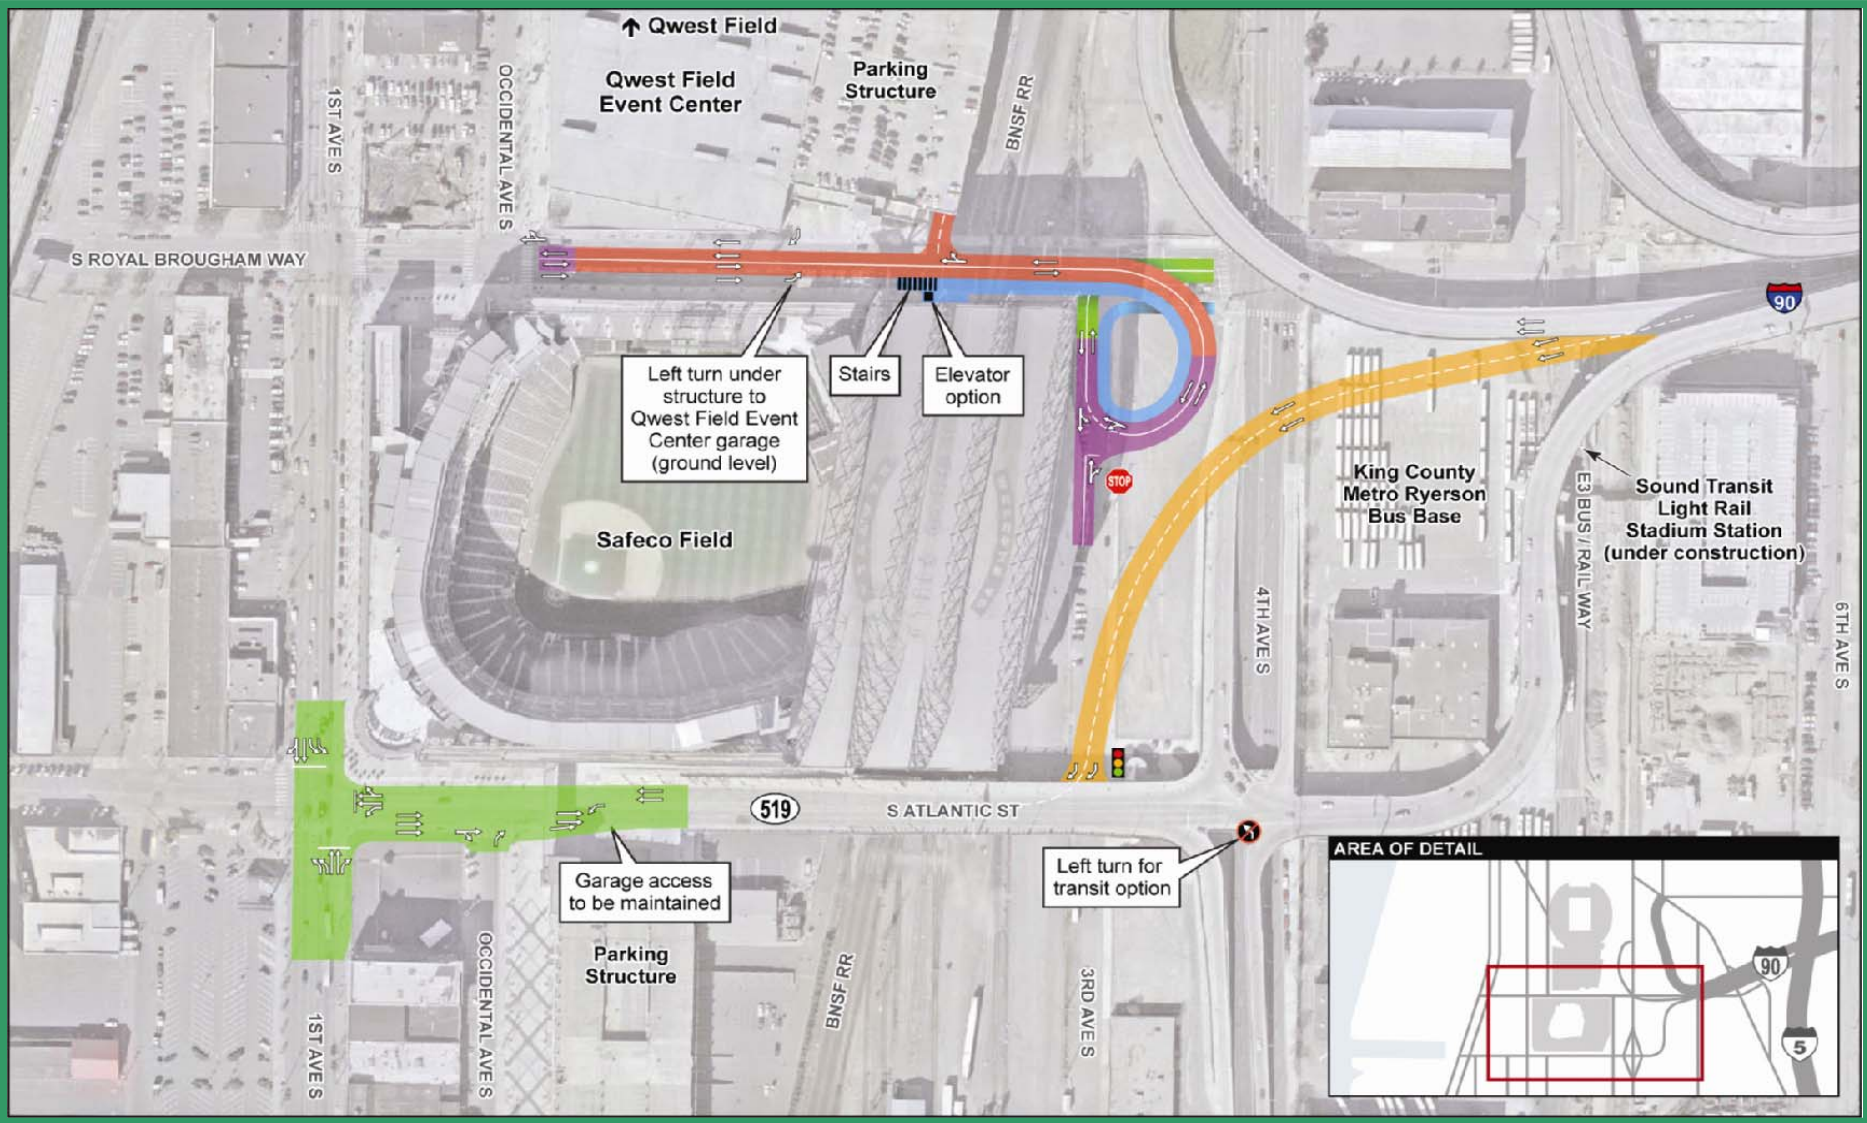 Qwest Field
Qwest Field
Event Center
Parking
Structure
BNSF RR
1ST AVE S
OCCIDENTAL AVE S
S ROYAL BROUGHAM WAY
90
Left turn under
structure to
Qwest Field Event
Center garage
(ground level)
Stairs
Elevator
option
STOP
King County
Metro Ryerson
Bus Base
Sound Transit
Light Rail
Stadium Station
(under construction)
E3 BUS / RAIL WAY
Safeco Field
4TH AVE S
6TH AVE S
519
S ATLANTIC ST
Left turn for
transit option
Garage access
to be maintained
Parking
Structure
1ST AVE S
OCCIDENTAL AVE S
BNSF RR
3RD AVE S
AREA OF DETAIL
90
5